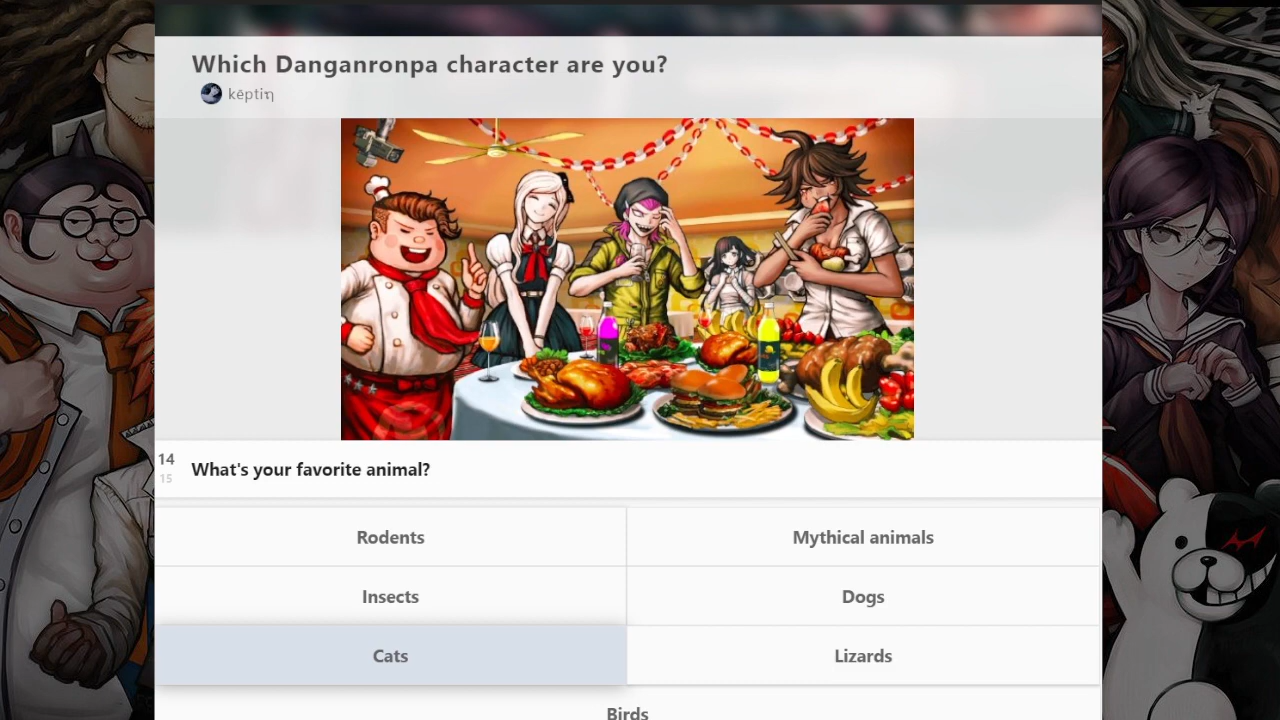 Which Danganronpa character are you?
kēptiɳ
14
15
What's your favorite animal?
Rodents
Mythical animals
Insects
Dogs
Cats
Lizards
Birds